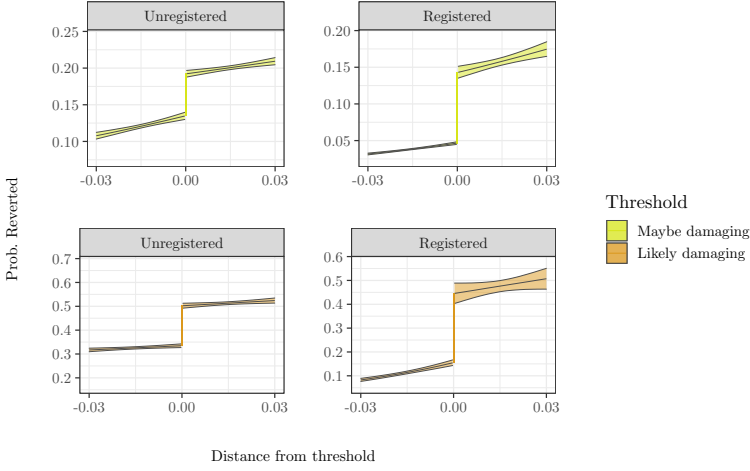 Unregistered
Registered
0.25
0.20
0.15
0.10
-0.03 0.00 0.03
0.20
0.15
0.10
0.05
-0.03 0.00 0.03
Prob. Reverted
Unregistered
Registered
0.7
0.6
0.5
0.4
0.3
0.2
-0.03 0.00 0.03
0.6
0.5
0.4
0.3
0.2
0.1
-0.03 0.00 0.03
Distance from threshold
Threshold
Maybe damaging
Likely damaging